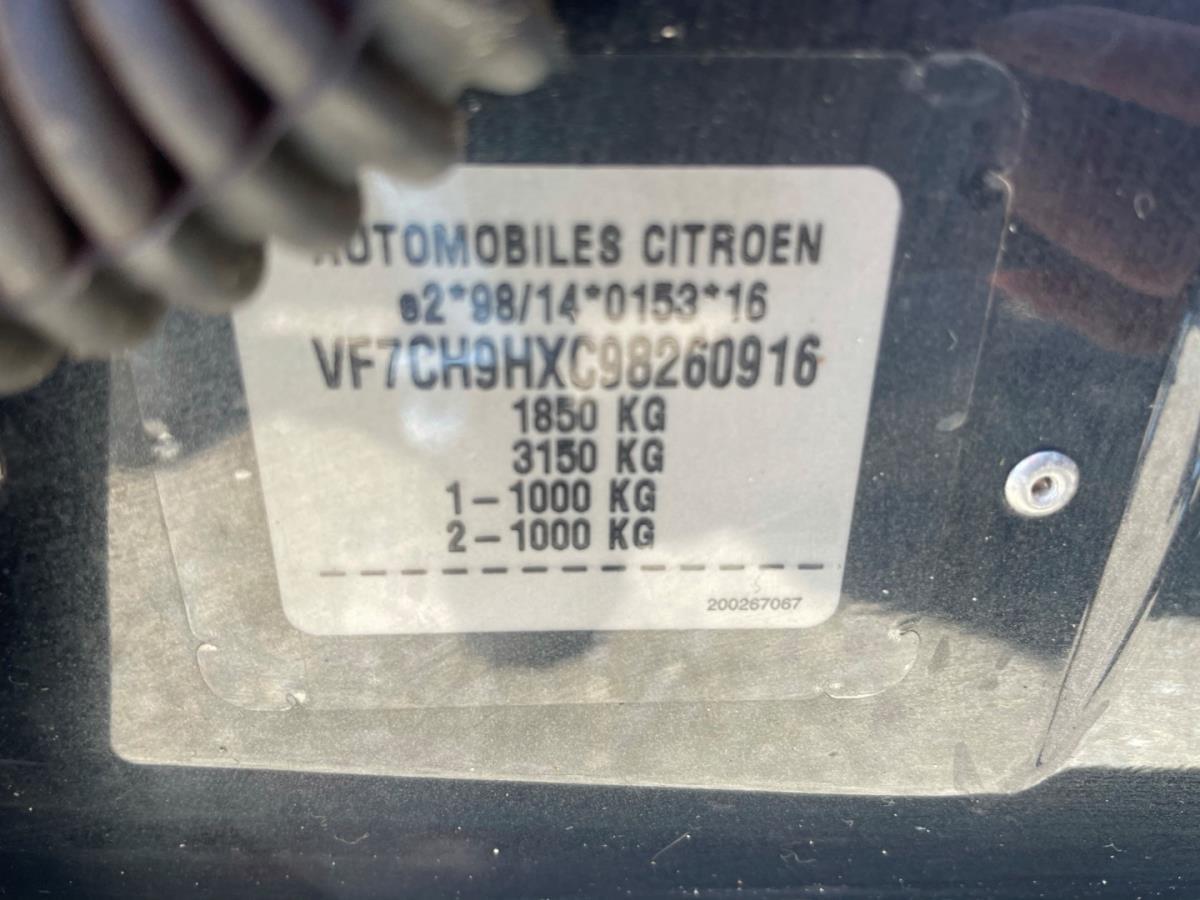 AUTOMOBILES CITROEN
e2*98/14*0153*16
VF7CH9HXC98260916
1850 KG
3150 KG
1-1000 KG
2-1000 KG
200267067